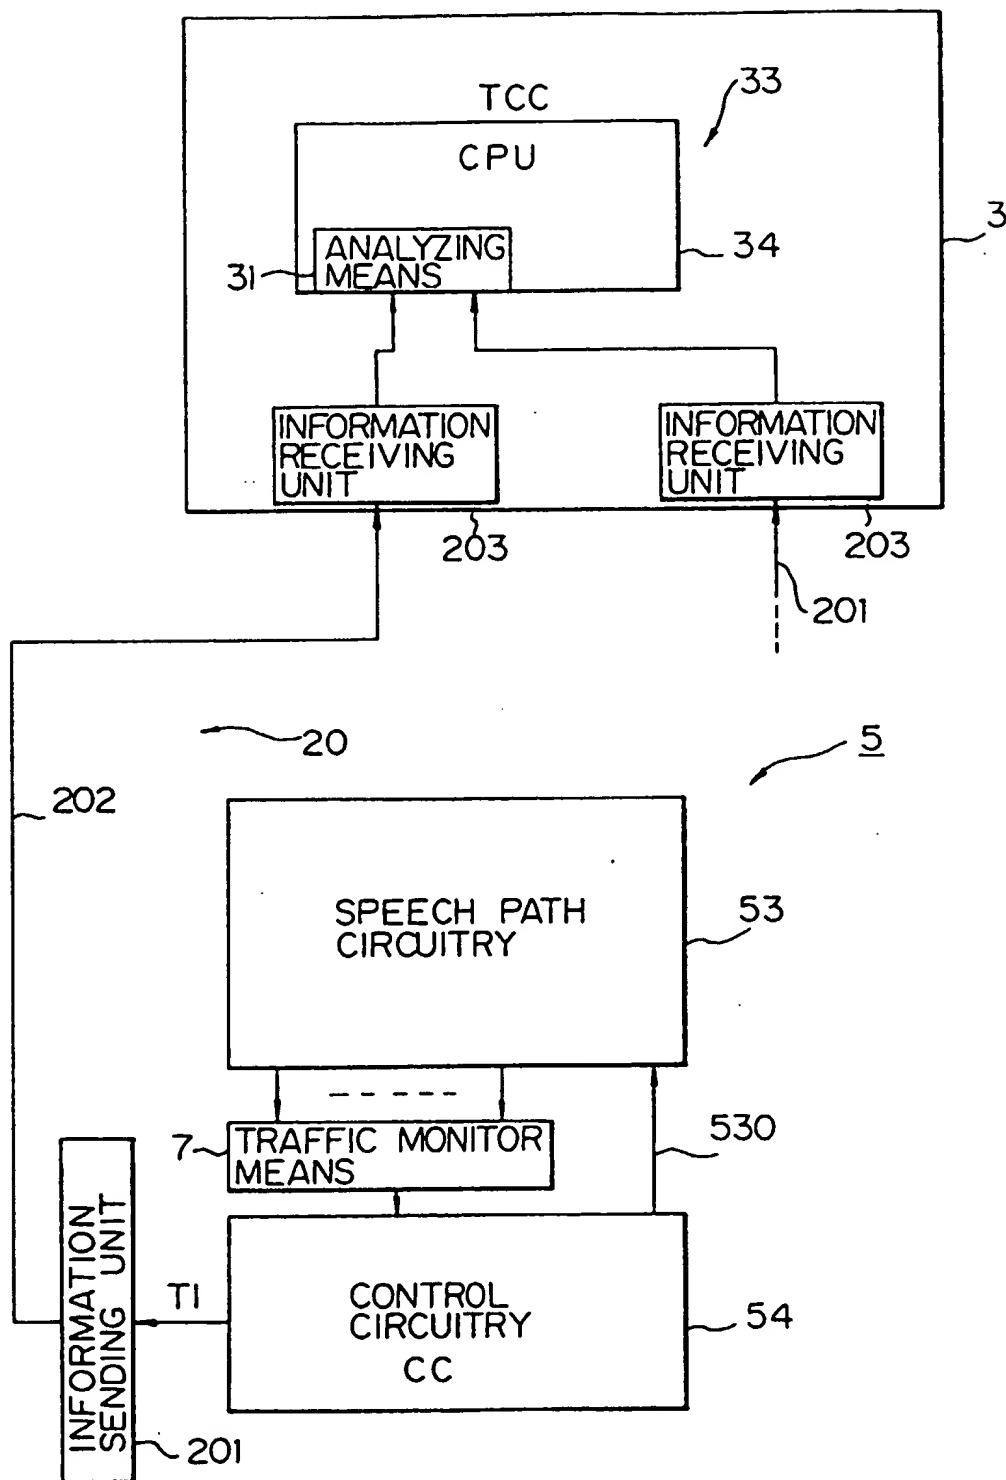 TCC
33
CPU
3
34
ANALYZING
MEANS
31
INFORMATION
RECEIVING
UNIT
INFORMATION
RECEIVING
UNIT
203
203
201
20
5
202
SPEECH PATH
CIRCUITRY
53
7
TRAFFIC MONITOR
MEANS
530
INFORMATION
SENDING UNIT
TI
CONTROL
CIRCUITRY
CC
54
201